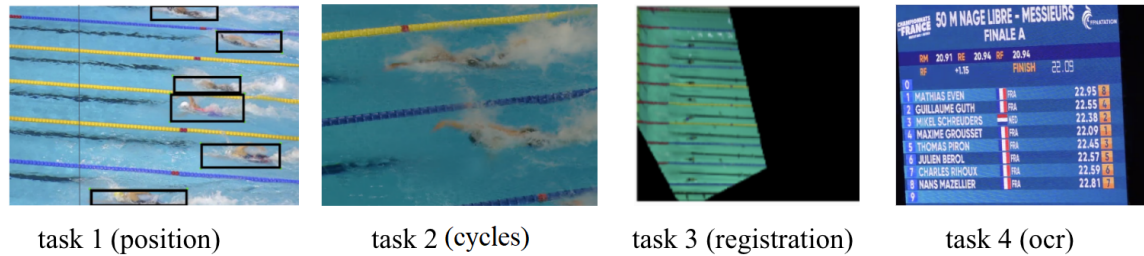 CHAMPIONNATS
DE FRANCE
50 M NAGE LIBRE - MESSIEURS
FINALE A
RM 20.91 RE 20.94 RF 20.94
RF +1.15 FINISH 22.09
0
1 MATHIAS EVEN FRA 22.95 8
2 GUILLAUME GUTH FRA 22.55 4
3 MIKEL SCHREUDERS NED 22.38 2
4 MAXIME GROUSSET FRA 22.09 1
5 THOMAS PIRON FRA 22.45 3
6 JULIEN BEROL FRA 22.57 5
7 CHARLES RIHOUX FRA 22.59 6
8 NANS MAZELLIER FRA 22.81 7
9
task 1 (position)
task 2 (cycles)
task 3 (registration)
task 4 (ocr)